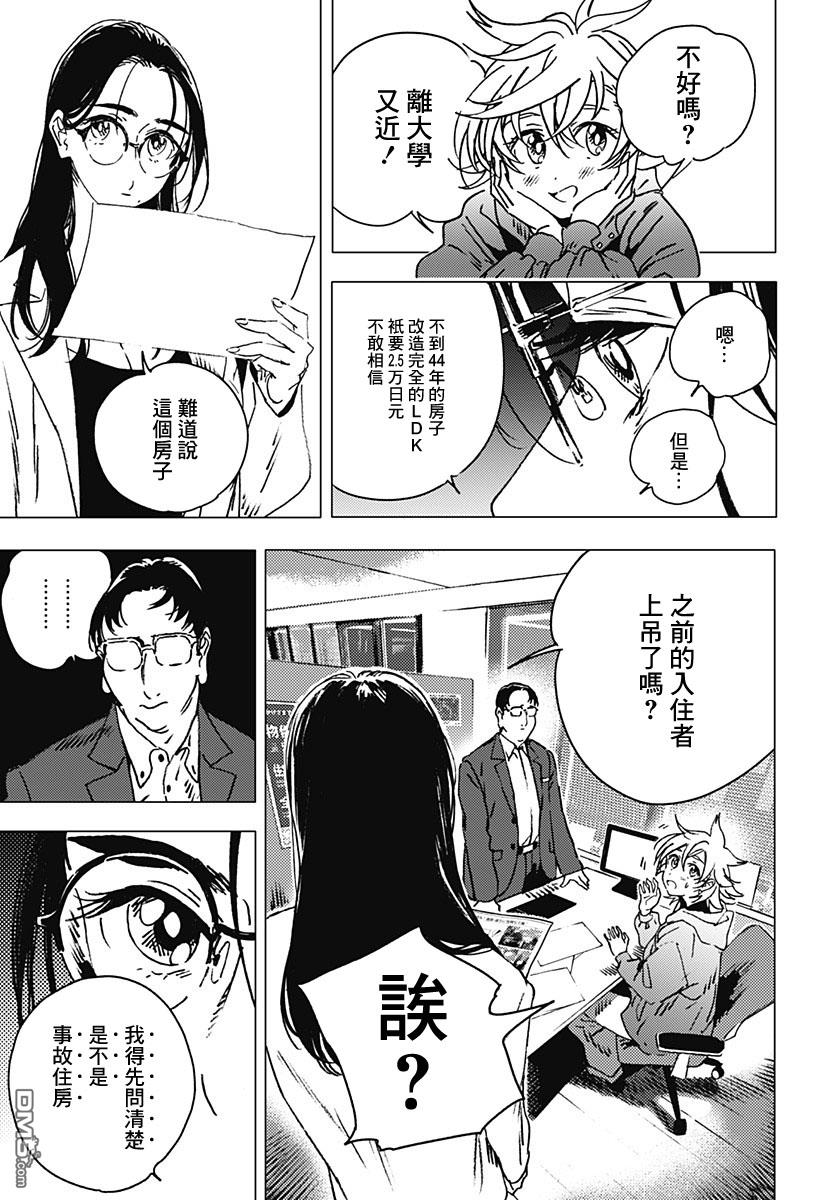 不好嗎？
離大學
又近！
嗯…
但是…
不到44年的房子
改造完全的LDK
衹要2.5万日元
不敢相信
難道說
這個房子
之前的入住者
上吊了嗎？
誒？
……
……
我得先問清楚
是不是
事故住房
DM5.com